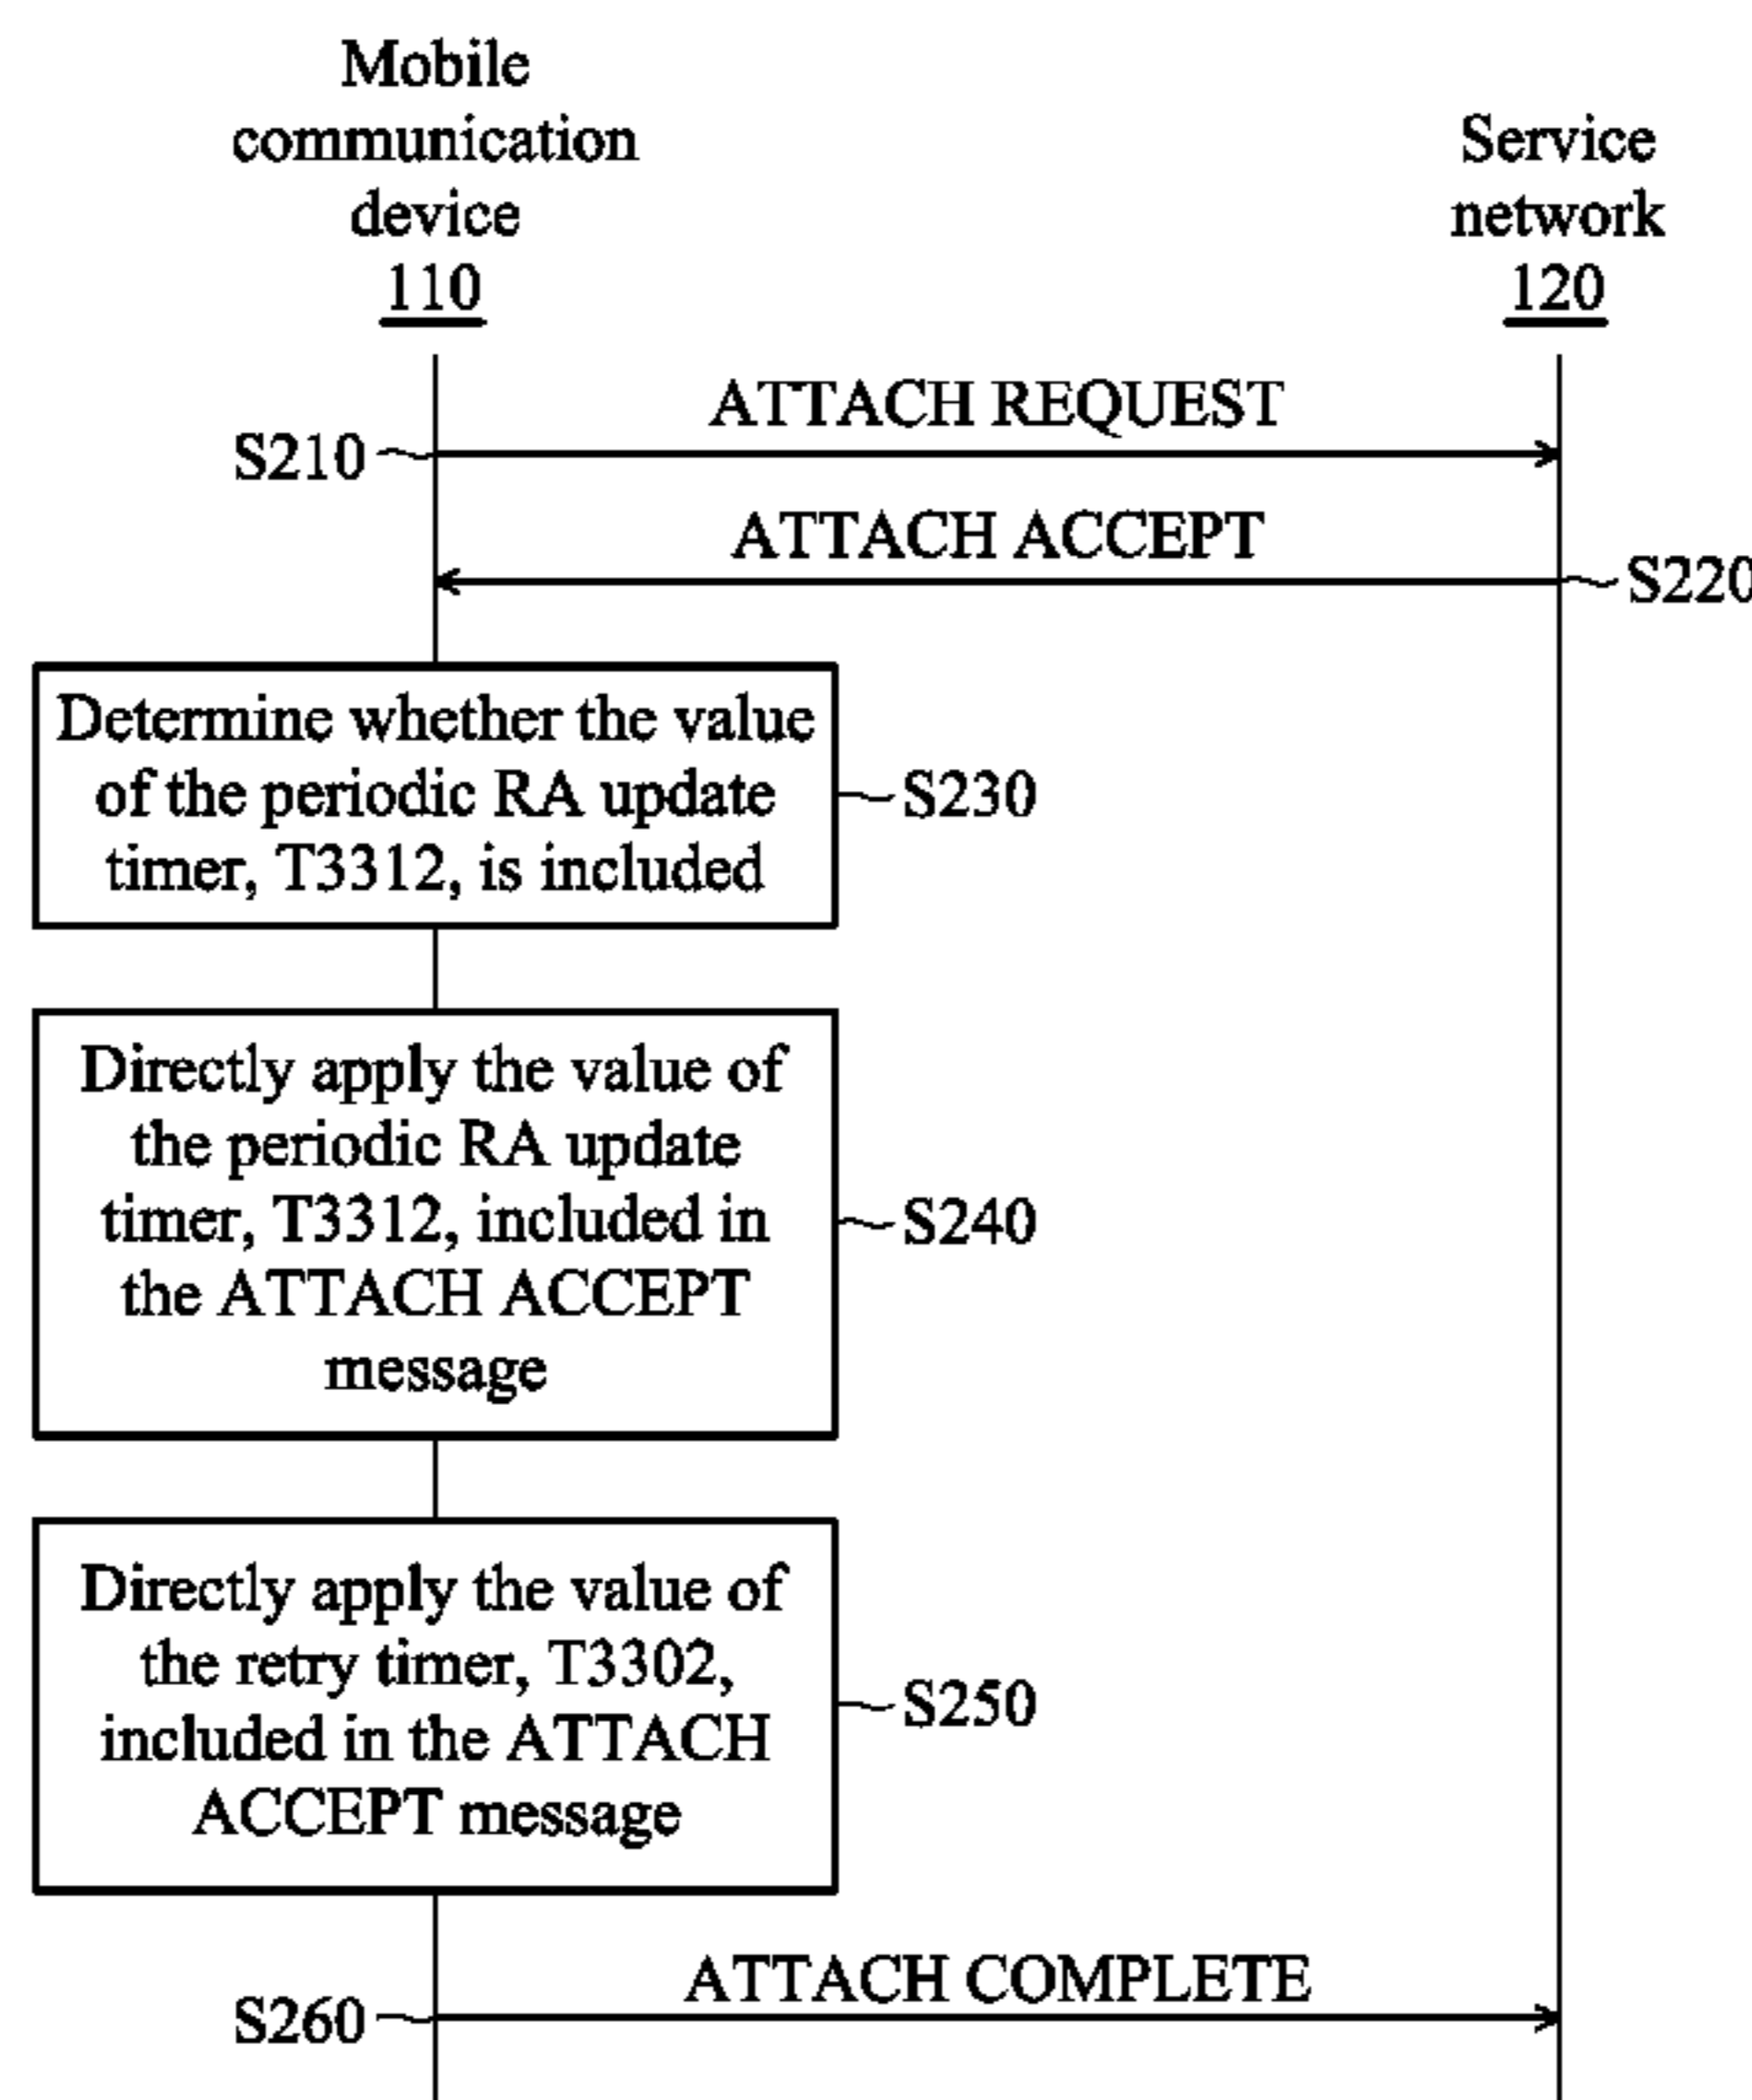 Mobile
communication
device
110
Service
network
120
ATTACH REQUEST
S210
ATTACH ACCEPT
S220
Determine whether the value
of the periodic RA update
timer, T3312, is included
S230
Directly apply the value of
the periodic RA update
timer, T3312, included in
the ATTACH ACCEPT
message
S240
Directly apply the value of
the retry timer, T3302,
included in the ATTACH
ACCEPT message
S250
ATTACH COMPLETE
S260